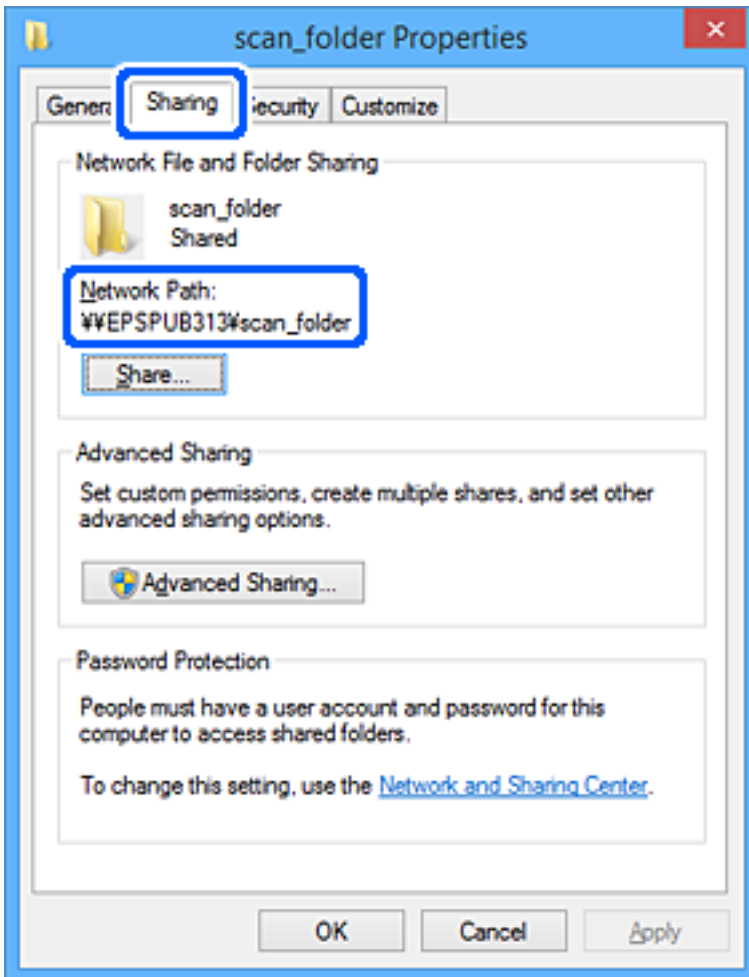 scan_folder Properties
Sharing
Customize
Network File and Folder Sharing
scan_folder
Shared
Network Path:
¥¥EPSPUB313¥scan_folder
Share...
Advanced Sharing
Set custom permissions, create multiple shares, and set other
advanced sharing options.
Advanced Sharing...
Password Protection
People must have a user account and password for this
computer to access shared folders.
To change this setting, use the Network and Sharing Center.
OK Cancel Apply